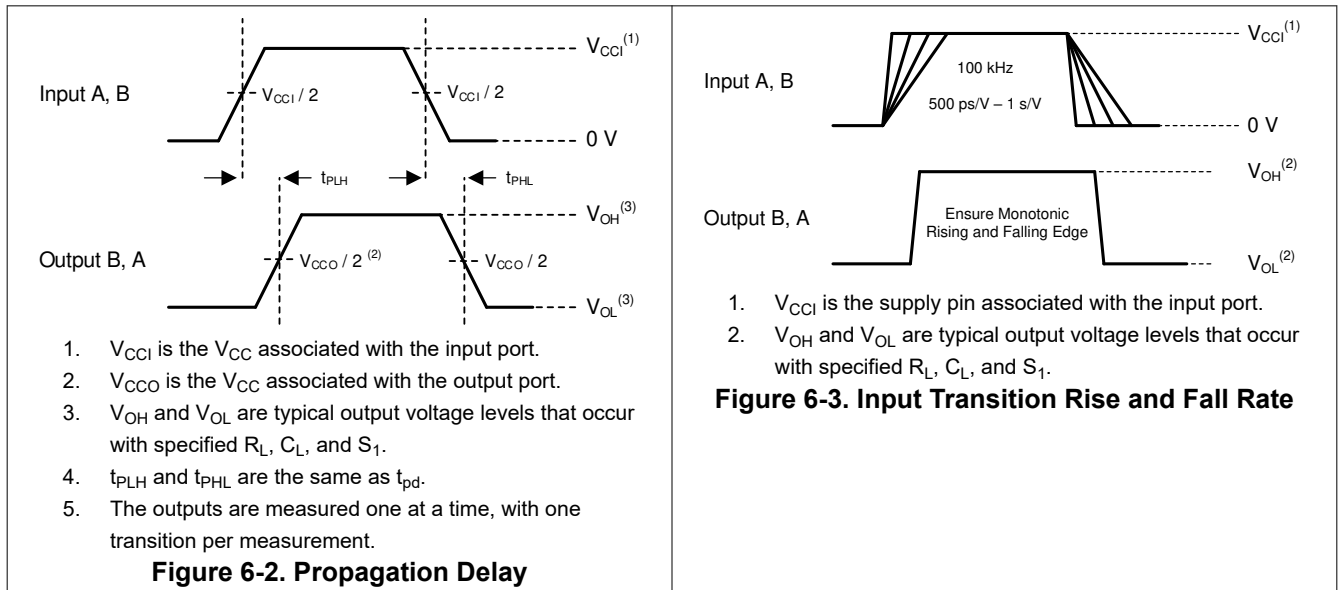 V_CCI^(1)
Input A, B
V_CCI / 2
V_CCI / 2
0 V
t_PLH
t_PHL
V_OH^(3)
Output B, A
V_CCO / 2 ^(2)
V_CCO / 2
V_OL^(3)
1. V_CCI is the V_CC associated with the input port.
2. V_CCO is the V_CC associated with the output port.
3. V_OH and V_OL are typical output voltage levels that occur
with specified R_L, C_L, and S_1.
4. t_PLH and t_PHL are the same as t_pd.
5. The outputs are measured one at a time, with one
transition per measurement.
Figure 6-2. Propagation Delay
V_CCI^(1)
Input A, B
100 kHz
500 ps/V – 1 s/V
0 V
V_OH^(2)
Output B, A
Ensure Monotonic
Rising and Falling Edge
V_OL^(2)
1. V_CCI is the supply pin associated with the input port.
2. V_OH and V_OL are typical output voltage levels that occur
with specified R_L, C_L, and S_1.
Figure 6-3. Input Transition Rise and Fall Rate